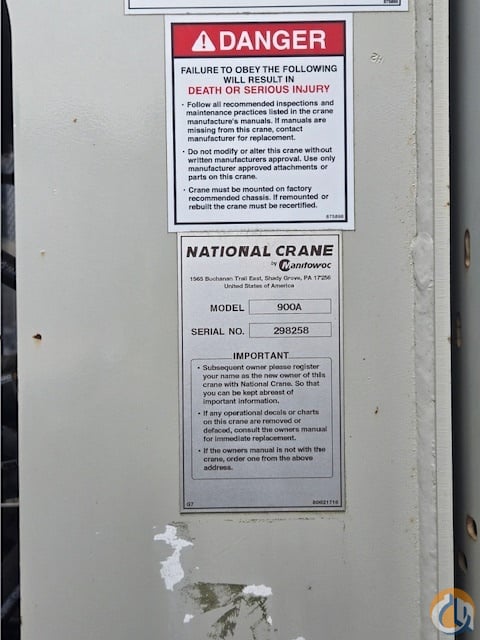 875880
DANGER
FAILURE TO OBEY THE FOLLOWING
WILL RESULT IN
DEATH OR SERIOUS INJURY
· Follow all recommended inspections and
maintenance practices listed in the crane
manufacture's manuals. If manuals are
missing from this crane, contact
manufacturer for replacement.
· Do not modify or alter this crane without
written manufacturers approval. Use only
manufacturer approved attachments or
parts on this crane.
· Crane must be mounted on factory
recommended chassis. If remounted or
rebuilt the crane must be recertified.
875898
NATIONAL CRANE
by Manitowoc
1565 Buchanan Trail East, Shady Grove, PA 17256
United States of America
MODEL 900A
SERIAL NO. 298258
IMPORTANT
• Subsequent owner please register
your name as the new owner of this
crane with National Crane. So that
you can be kept abreast of
important information.
• If any operational decals or charts
on this crane are removed or
defaced, consult the owners manual
for immediate replacement.
• If the owners manual is not with the
crane, order one from the above
address.
G7 80021716